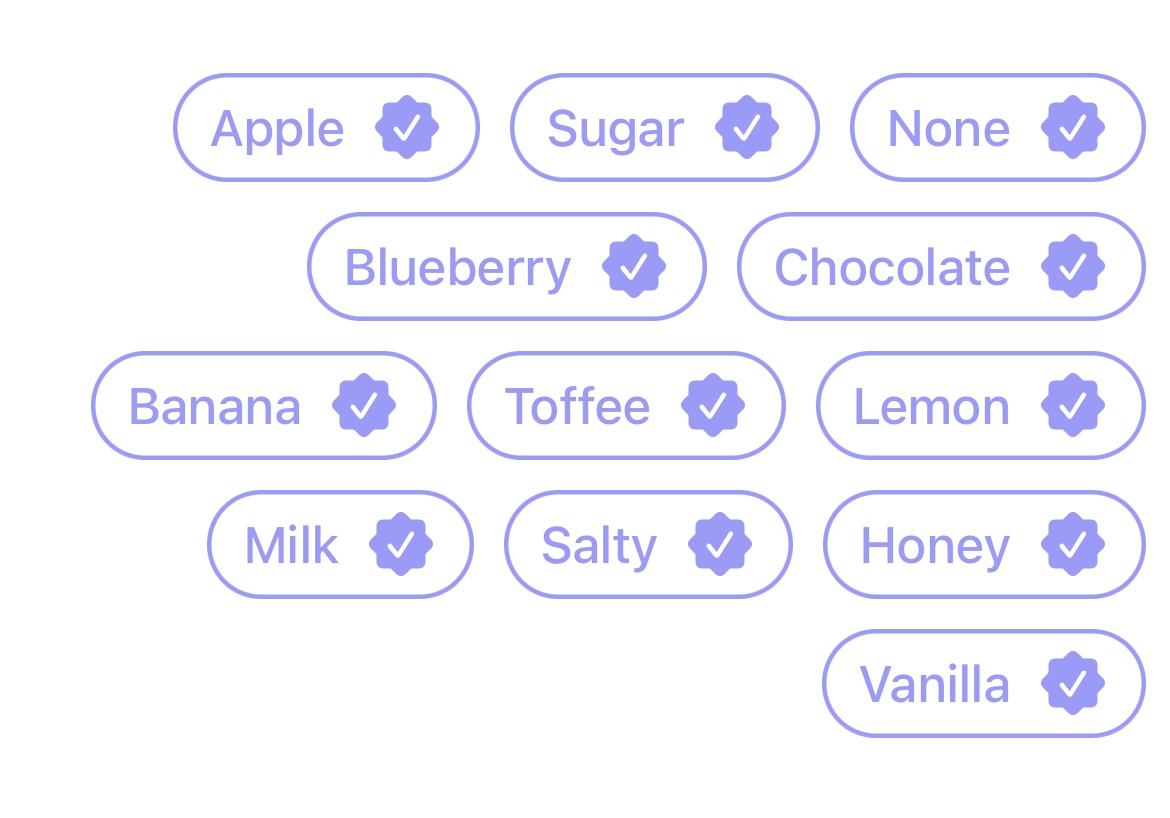 Apple Sugar None
Blueberry Chocolate
Banana Toffee Lemon
Milk Salty Honey
Vanilla